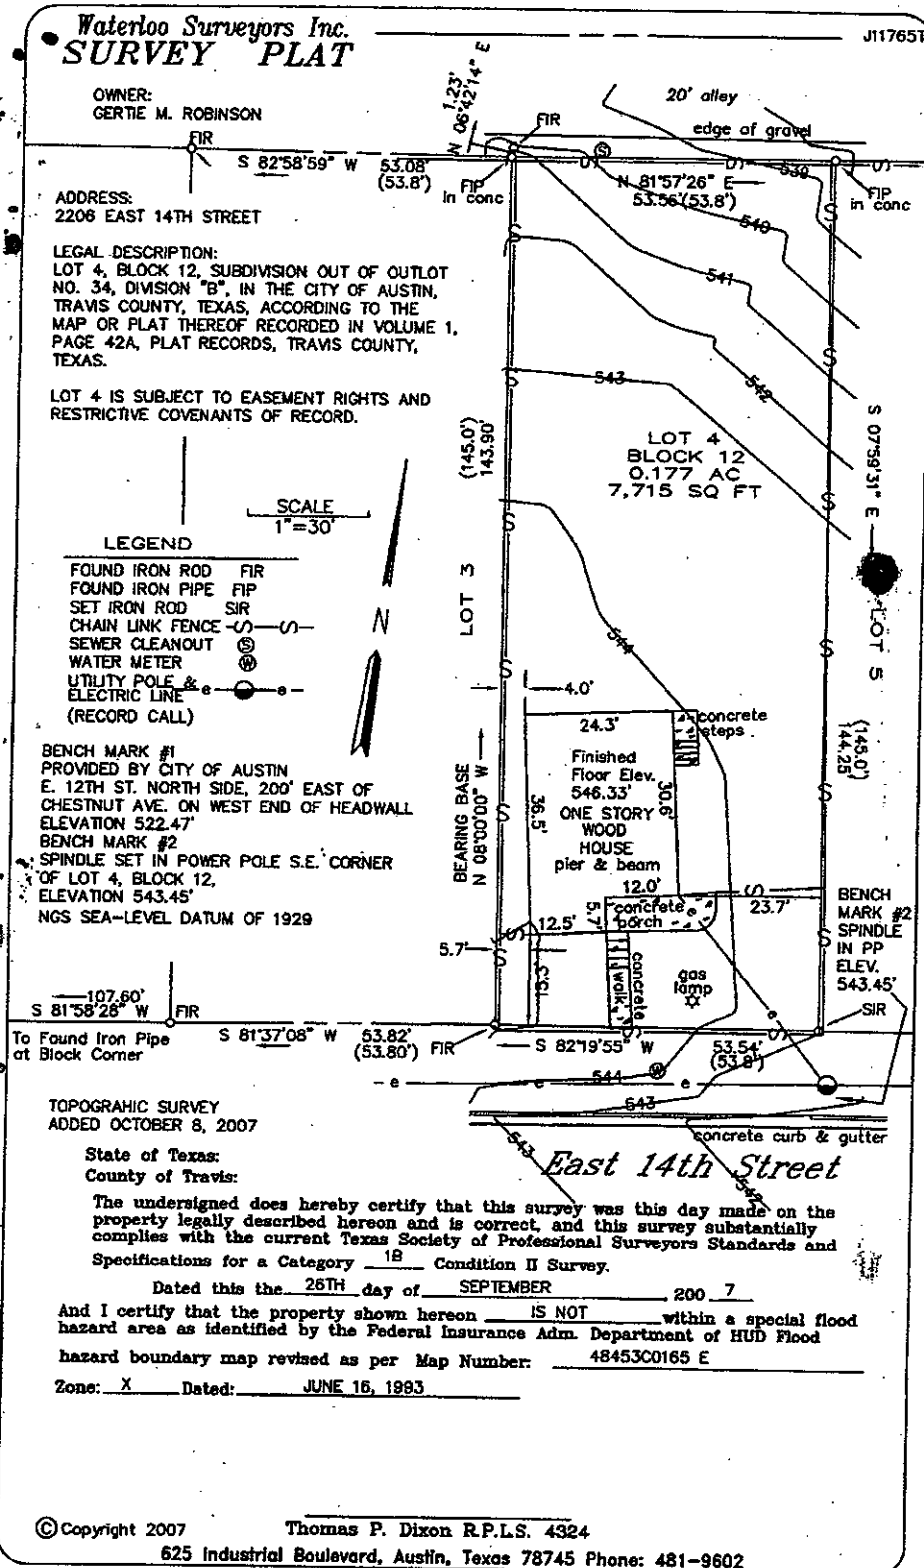 Waterloo Surveyors Inc.
SURVEY PLAT
J11765T
OWNER:
GERTIE M. ROBINSON
1.23'
N 06°42'14" E
20' alley
FIR
FIR
edge of gravel
S 82°58'59" W
53.08'
(53.8')
FIP
in conc
N 81°57'26" E
53.56'(53.8')
539
FIP
in conc
ADDRESS:
2206 EAST 14TH STREET
540
LEGAL DESCRIPTION:
LOT 4, BLOCK 12, SUBDIVISION OUT OF OUTLOT
NO. 34, DIVISION "B", IN THE CITY OF AUSTIN,
TRAVIS COUNTY, TEXAS, ACCORDING TO THE
MAP OR PLAT THEREOF RECORDED IN VOLUME 1,
PAGE 42A, PLAT RECORDS, TRAVIS COUNTY,
TEXAS.
541
543
542
LOT 4 IS SUBJECT TO EASEMENT RIGHTS AND
RESTRICTIVE COVENANTS OF RECORD.
(145.0')
143.90'
LOT 4
BLOCK 12
0.177 AC
7,715 SQ FT
S 07°59'31" E
SCALE
1"=30'
LEGEND
FOUND IRON ROD FIR
FOUND IRON PIPE FIP
SET IRON ROD SIR
CHAIN LINK FENCE -S-S-
SEWER CLEANOUT S
WATER METER W
UTILITY POLE &
ELECTRIC LINE e e
(RECORD CALL)
N
LOT 3
544
LOT 5
4.0'
24.3'
concrete
steps
(145.0')
144.25'
BENCH MARK #1
PROVIDED BY CITY OF AUSTIN
E. 12TH ST. NORTH SIDE, 200' EAST OF
CHESTNUT AVE. ON WEST END OF HEADWALL
ELEVATION 522.47'
BENCH MARK #2
SPINDLE SET IN POWER POLE S.E. CORNER
OF LOT 4, BLOCK 12,
ELEVATION 543.45'
NGS SEA-LEVEL DATUM OF 1929
BEARING BASE
N 08°00'00" W
36.5'
Finished
Floor Elev.
546.33'
ONE STORY
WOOD
HOUSE
pier & beam
30.6'
12.0'
5.7'
concrete
porch
23.7'
12.5'
5.7'
13.3'
concrete
walk
gas
lamp
BENCH
MARK #2
SPINDLE
IN PP
ELEV.
543.45'
SIR
107.60'
S 81°58'28" W
FIR
To Found Iron Pipe
at Block Corner
S 81°37'08" W
53.82'
(53.80')
FIR
S 82°19'55" W
53.54'
(53.8')
e
544
W
e
e
543
TOPOGRAHIC SURVEY
ADDED OCTOBER 8, 2007
concrete curb & gutter
543
East 14th Street
542
State of Texas:
County of Travis:
The undersigned does hereby certify that this survey was this day made on the
property legally described hereon and is correct, and this survey substantially
complies with the current Texas Society of Professional Surveyors Standards and
Specifications for a Category 1B Condition II Survey.
Dated this the 26TH day of SEPTEMBER 200 7
And I certify that the property shown hereon IS NOT within a special flood
hazard area as identified by the Federal Insurance Adm. Department of HUD Flood
hazard boundary map revised as per Map Number: 48453C0165 E
Zone: X Dated: JUNE 16, 1993
© Copyright 2007
Thomas P. Dixon R.P.L.S. 4324
625 Industrial Boulevard, Austin, Texas 78745 Phone: 481-9602